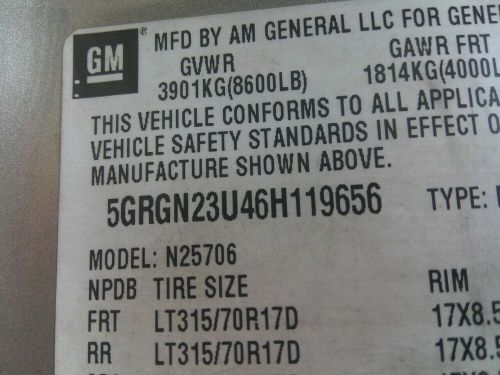 GM
® MFD BY AM GENERAL LLC FOR
GVWR GAWR FRT
3901KG(8600LB) 1814KG(4000L
THIS VEHICLE CONFORMS TO ALL
VEHICLE SAFETY STANDARDS IN EFFECT
MANUFACTURE SHOWN ABOVE.
5GRGN23U46H119656 TYPE:
MODEL: N25706
NPDB TIRE SIZE RIM
FRT LT315/70R17D 17X8.5
RR LT315/70R17D 17X8.5